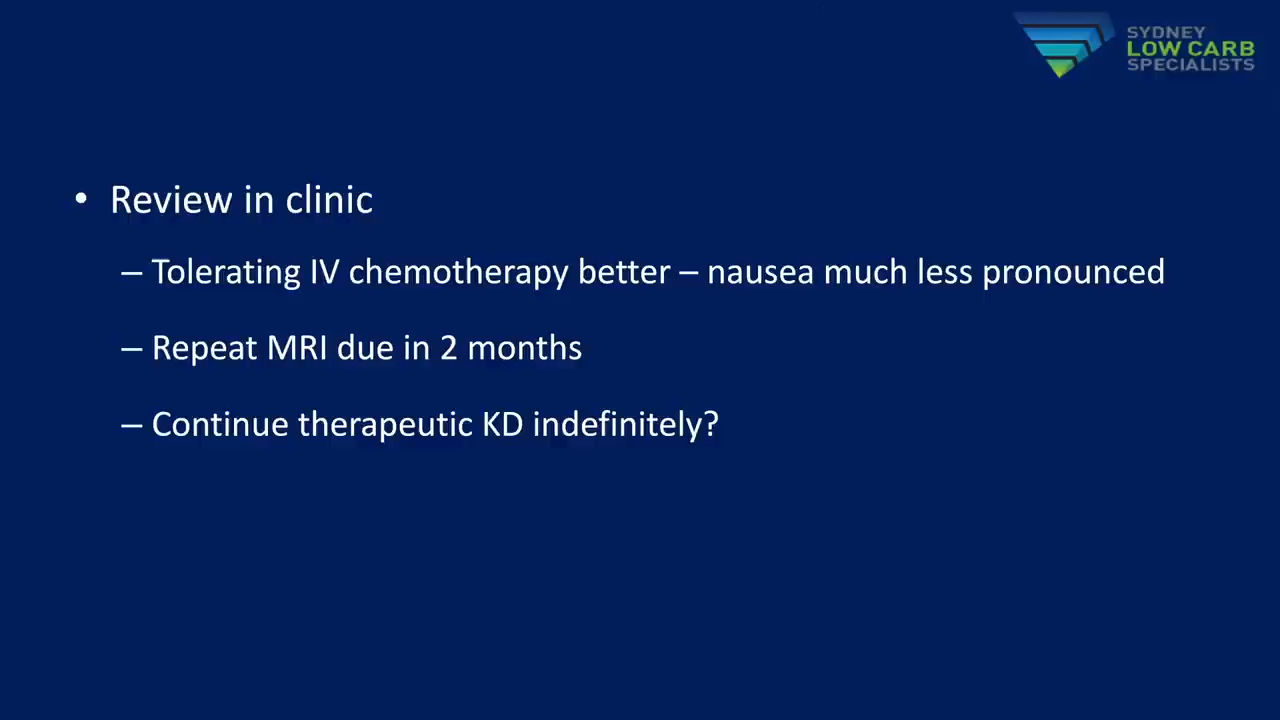 SYDNEY
LOW CARB
SPECIALISTS
• Review in clinic
– Tolerating IV chemotherapy better – nausea much less pronounced
– Repeat MRI due in 2 months
– Continue therapeutic KD indefinitely?